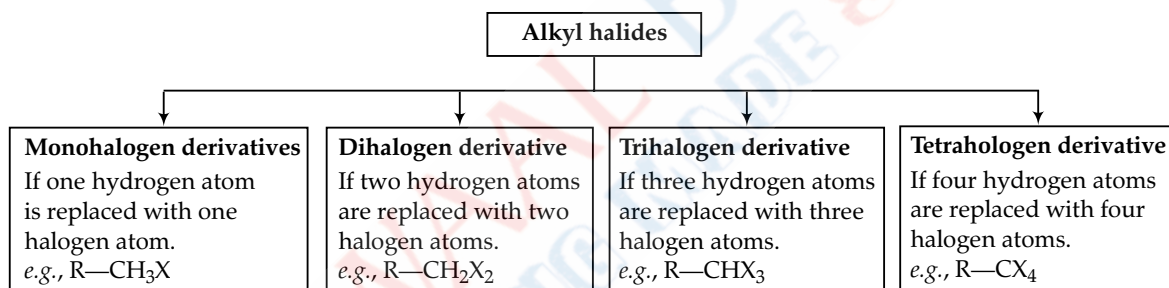 Alkyl halides
Monohalogen derivatives
If one hydrogen atom
is replaced with one
halogen atom.
e.g., R—CH₃X
Dihalogen derivative
If two hydrogen atoms
are replaced with two
halogen atoms.
e.g., R—CH₂X₂
Trihalogen derivative
If three hydrogen atoms
are replaced with three
halogen atoms.
e.g., R—CHX₃
Tetrahologen derivative
If four hydrogen atoms
are replaced with four
halogen atoms.
e.g., R—CX₄
MADE